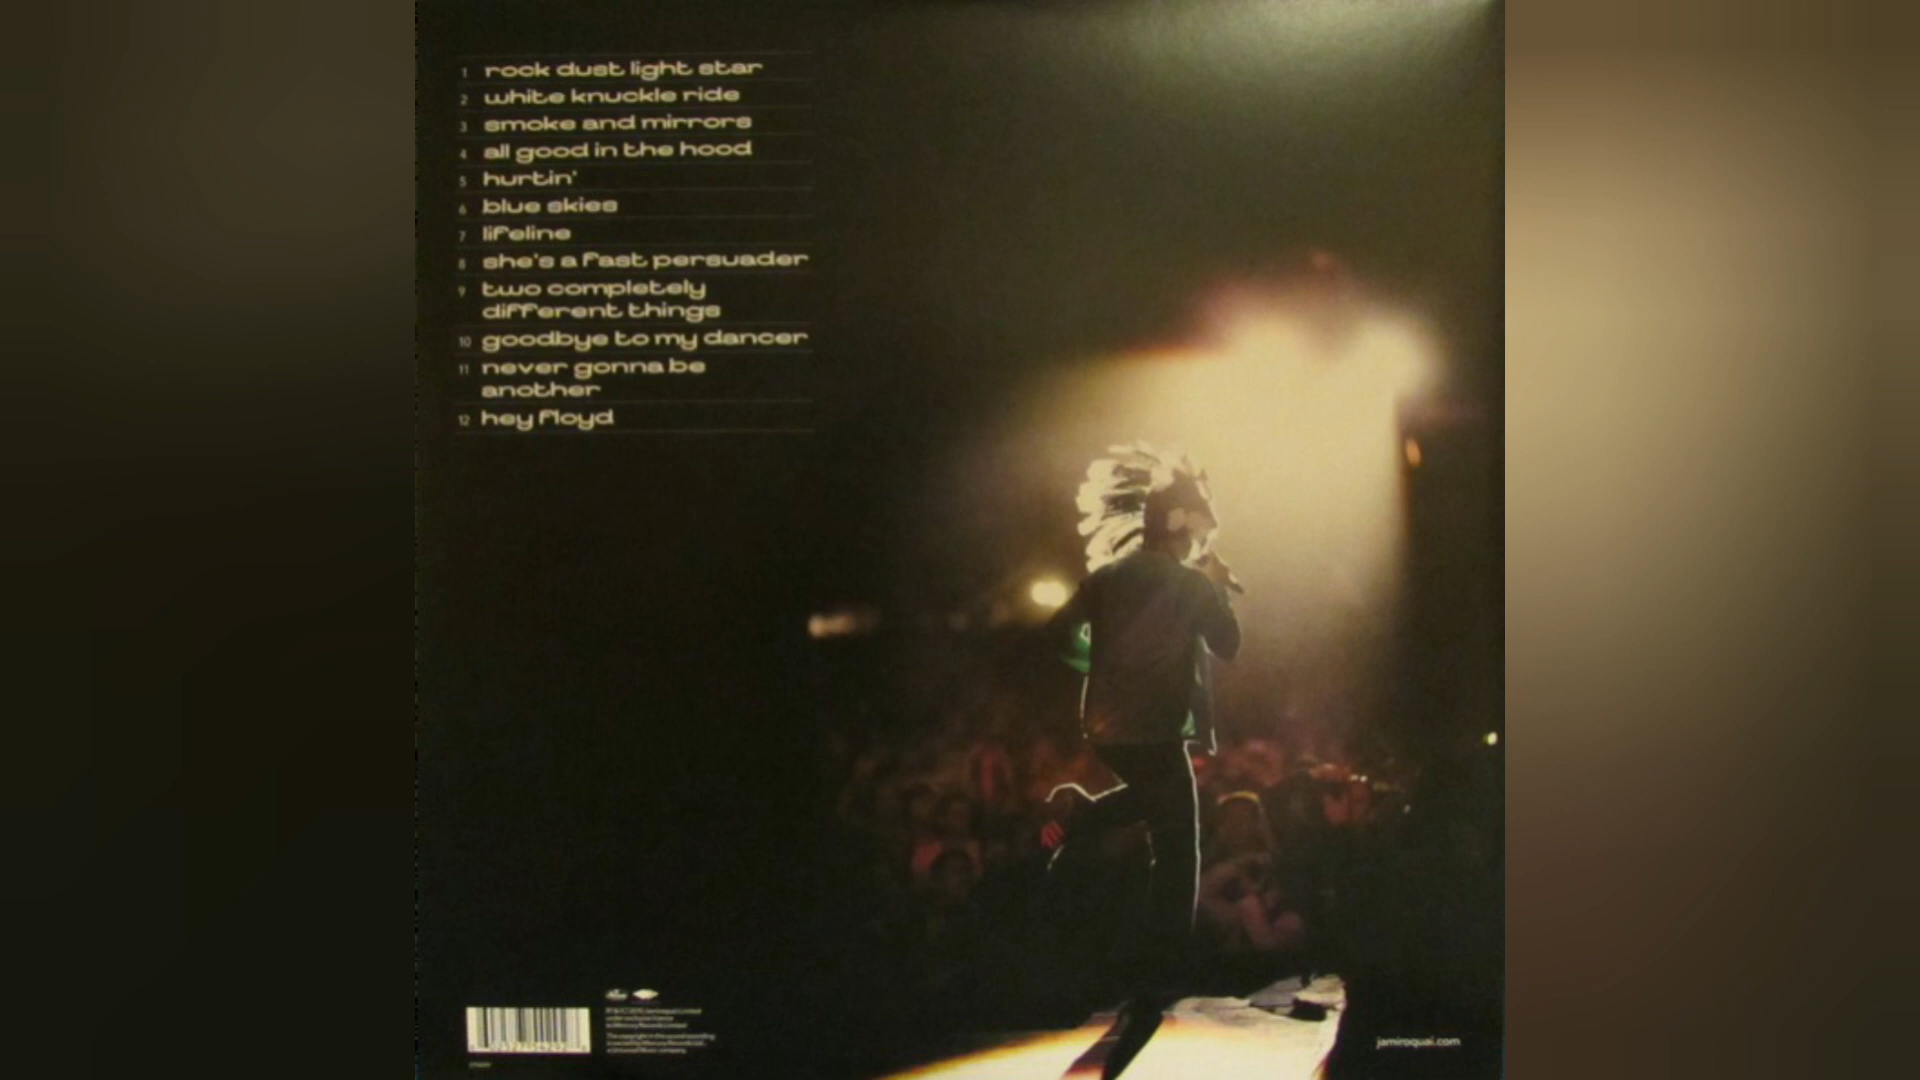 1 rock dust light star
2 white knuckle ride
3 smoke and mirrors
4 all good in the hood
5 hurtin'
6 blue skies
7 lifeline
8 she's a fast persuader
9 two completely
different things
10 goodbye to my dancer
11 never gonna be
another
12 hey floyd
jamiroquai.com